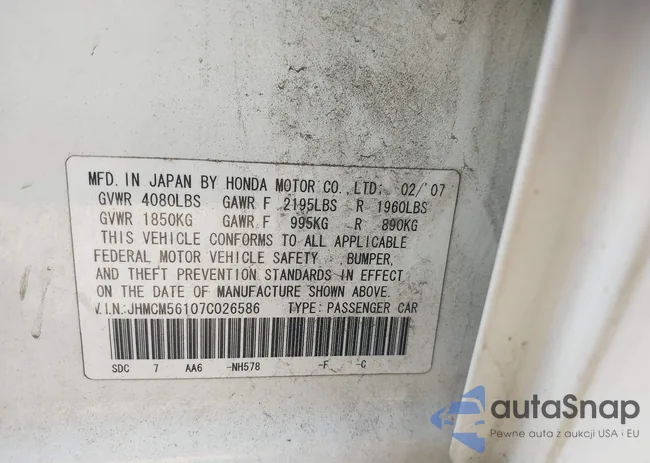 MFD. IN JAPAN BY HONDA MOTOR CO.,LTD: 02/'07
GVWR 4080LBS GAWR F 2195LBS R 1960LBS
GVWR 1850KG GAWR F 995KG R 890KG
THIS VEHICLE CONFORMS TO ALL APPLICABLE
FEDERAL MOTOR VEHICLE SAFETY , BUMPER,
AND THEFT PREVENTION STANDARDS IN EFFECT
ON THE DATE OF MANUFACTURE SHOWN ABOVE.
V.I.N:JHMCM56107C026586 TYPE: PASSENGER CAR
SDC 7 AA6 -NH578 -F -C
autaSnap
Pewne auta z aukcji USA i EU